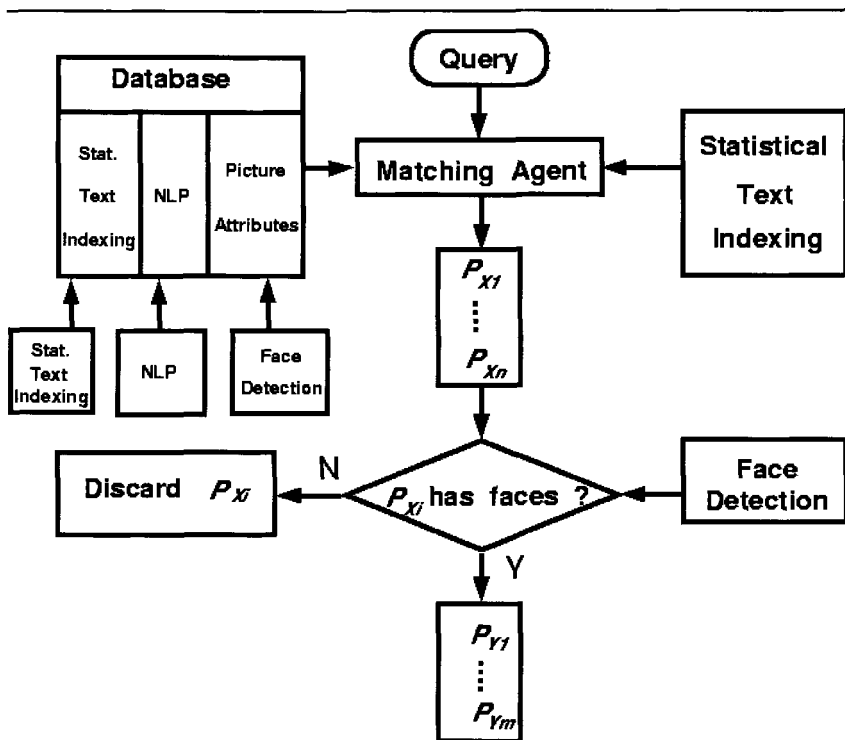 Query
Database
Stat.
Text
Indexing
NLP
Picture
Attributes
Matching Agent
Statistical
Text
Indexing
Stat.
Text
Indexing
NLP
Face
Detection
P_X1
P_Xn
Discard P_Xi
N
P_Xi has faces ?
Face
Detection
Y
P_Y1
P_Ym